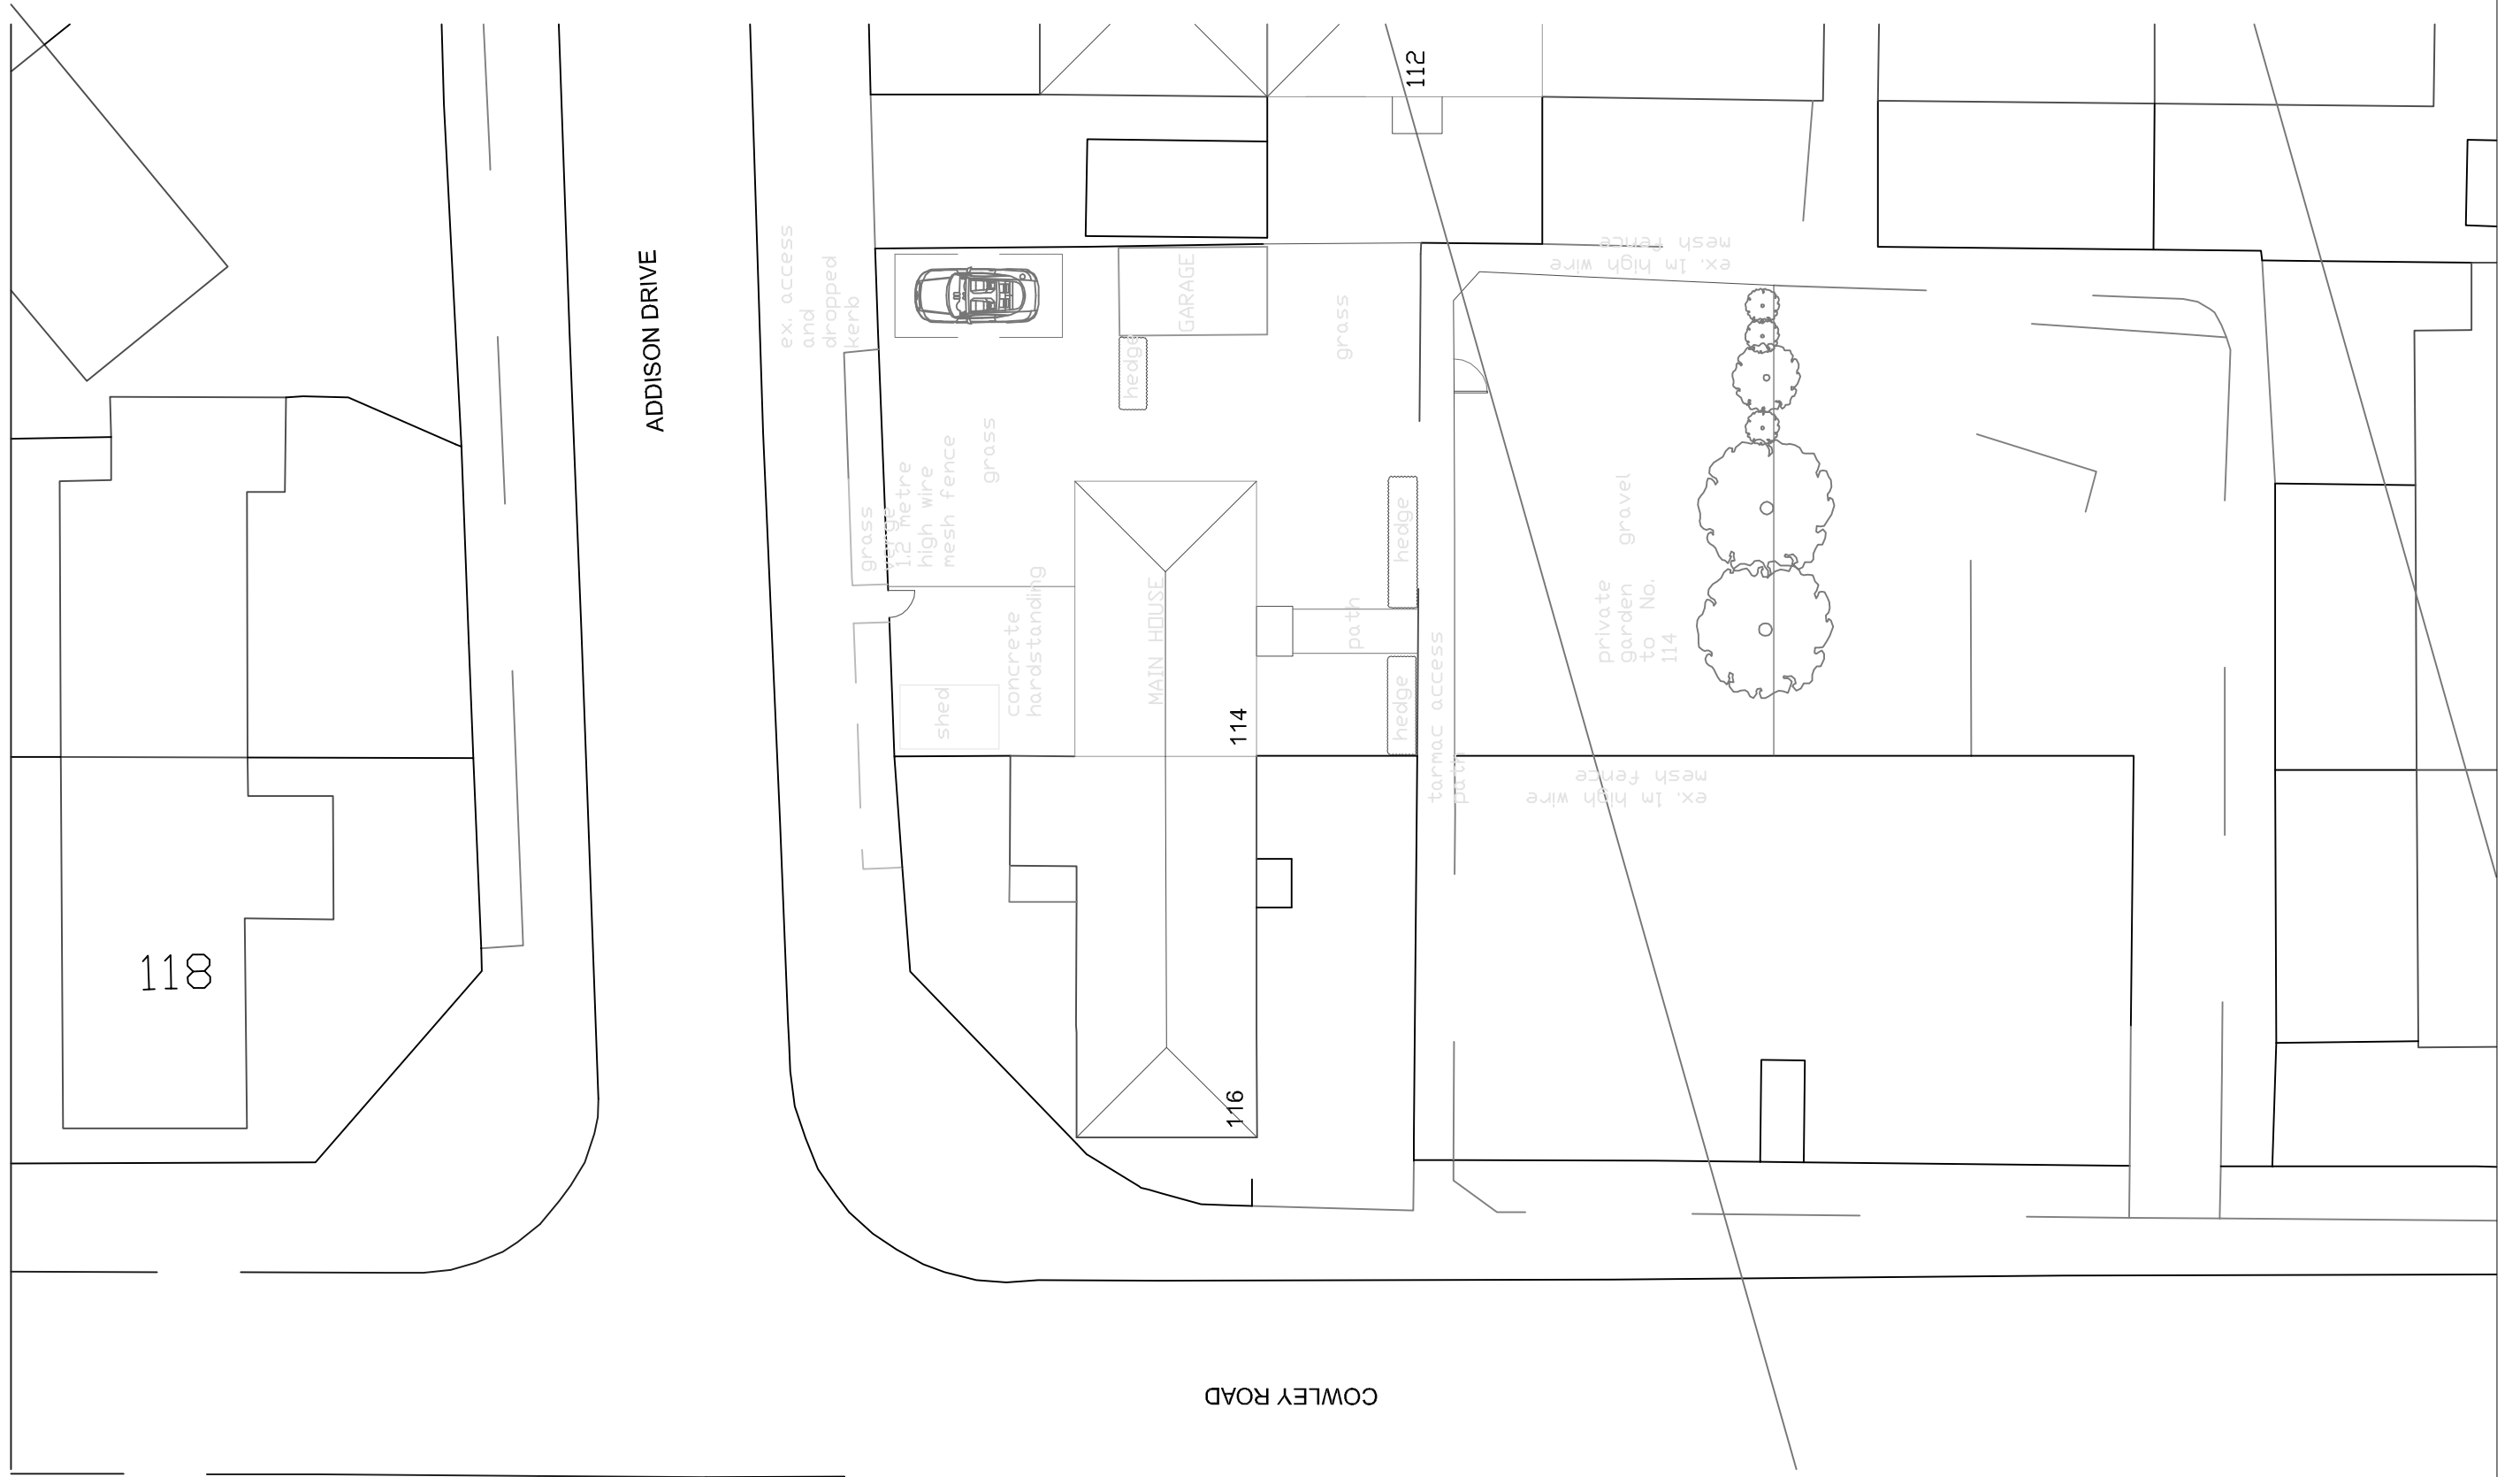 112
ADDISON DRIVE
ex. access
and
dropped
kerb
GARAGE
hedge
grass
ex. 1m high wire
mesh fence
grass
grass
verge
1.2 metre
high wire
mesh fence
hedge
gravel
MAIN HOUSE
path
concrete
hardstanding
shed
114
hedge
tarmac access
path
private
garden
to No.
114
ex. 1m high wire
mesh fence
118
116
COWLEY ROAD